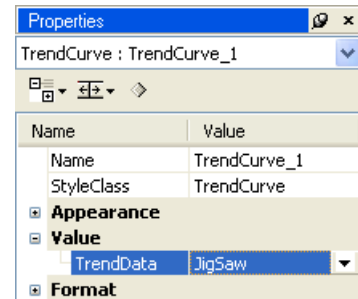 Properties
TrendCurve : TrendCurve_1
Name Value
Name TrendCurve_1
StyleClass TrendCurve
Appearance
Value
TrendData JigSaw
Format